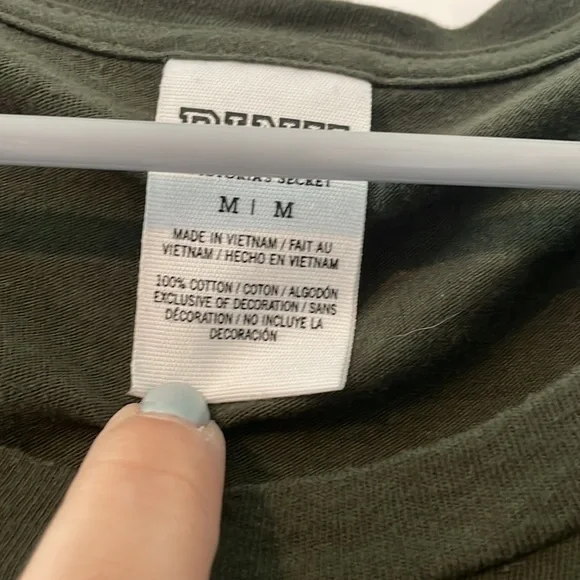 PINK
VICTORIA'S SECRET
M | M
MADE IN VIETNAM / FAIT AU
VIETNAM / HECHO EN VIETNAM
100% COTTON / COTON / ALGODÓN
EXCLUSIVE OF DECORATION / SANS
DÉCORATION / NO INCLUYE LA
DECORACIÓN